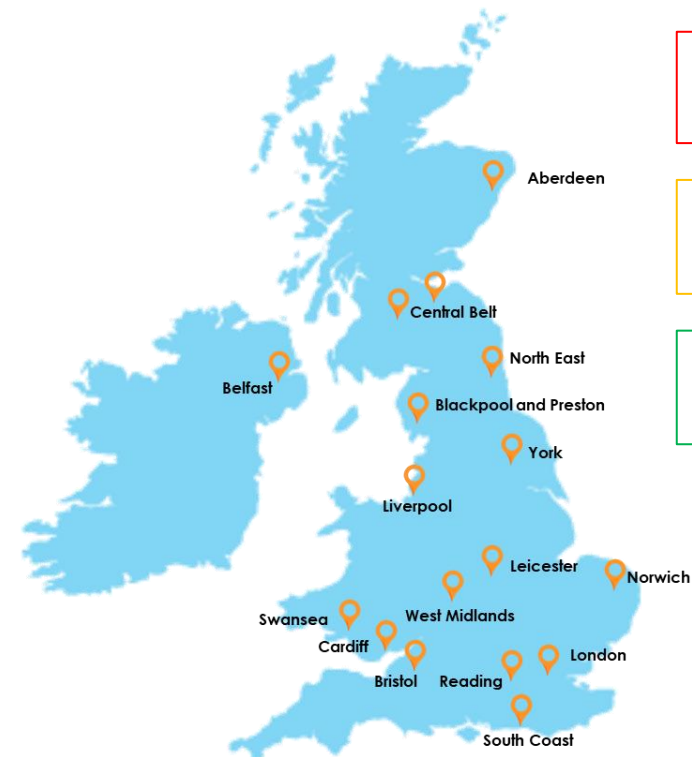 Aberdeen
Central Belt
North East
Belfast
Blackpool and Preston
York
Liverpool
Leicester
Norwich
West Midlands
Swansea
Cardiff
London
Bristol
Reading
South Coast